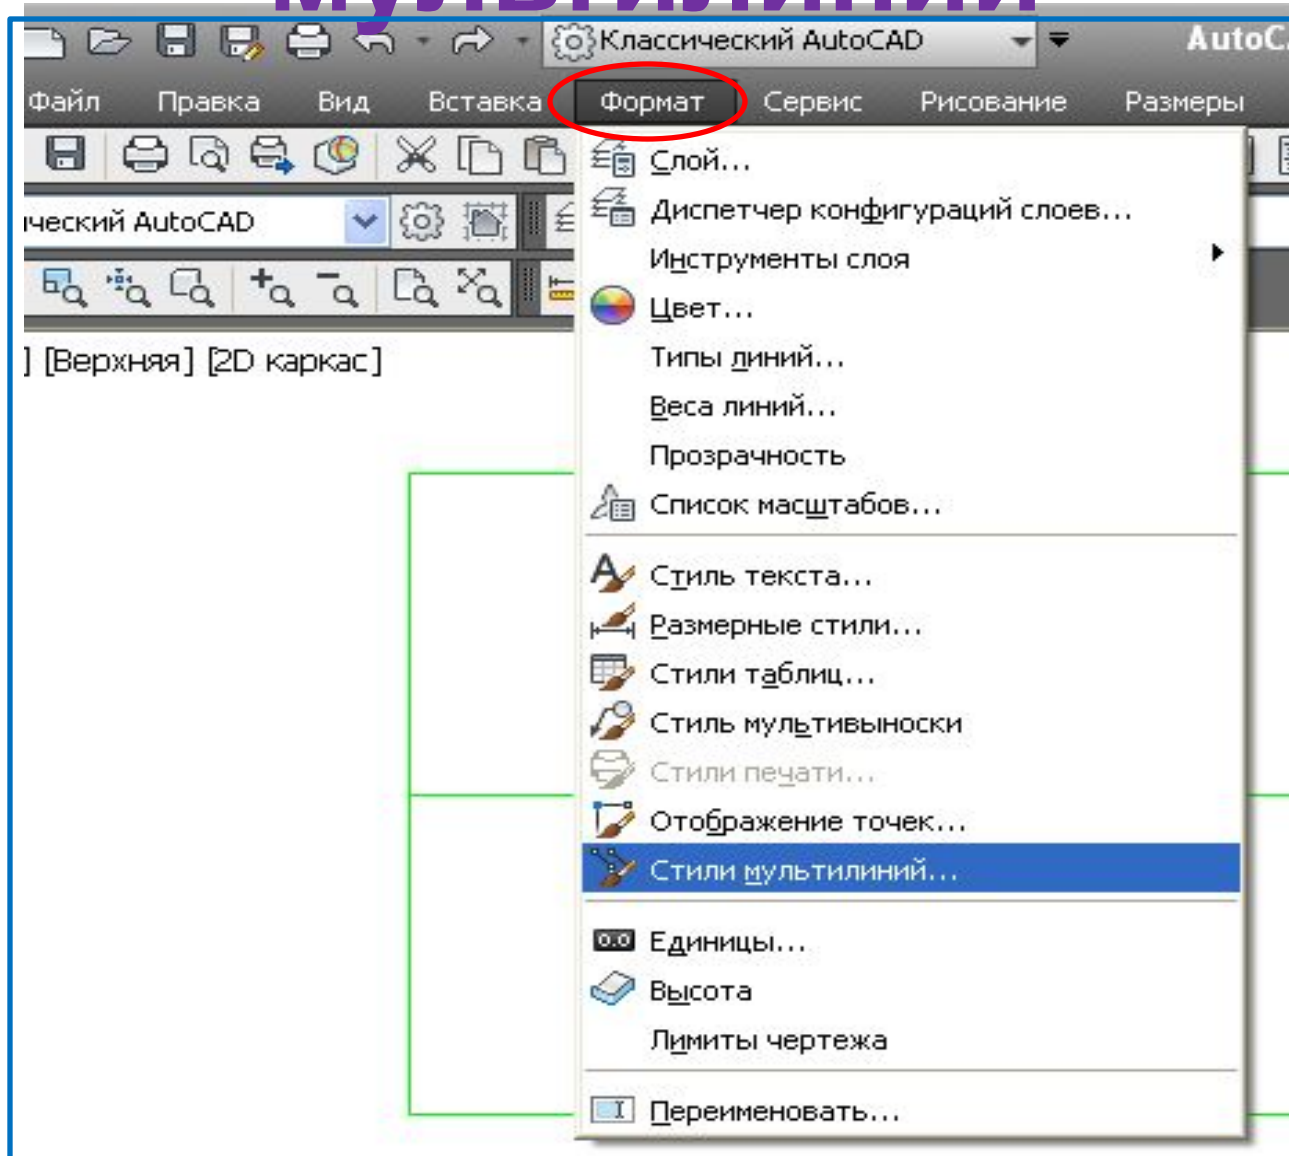 мультилиний
Классический AutoCAD
AutoC
Файл Правка Вид Вставка Формат Сервис Рисование Размеры
Слой...
Диспетчер конфигураций слоев...
ический AutoCAD
Инструменты слоя
Цвет...
] [Верхняя] [2D каркас]
Типы линий...
Веса линий...
Прозрачность
Список масштабов...
Стиль текста...
Размерные стили...
Стили таблиц...
Стиль мультивыноски
Стили печати...
Отображение точек...
Стили мультилиний...
0.0 Единицы...
Высота
Лимиты чертежа
Переименовать...